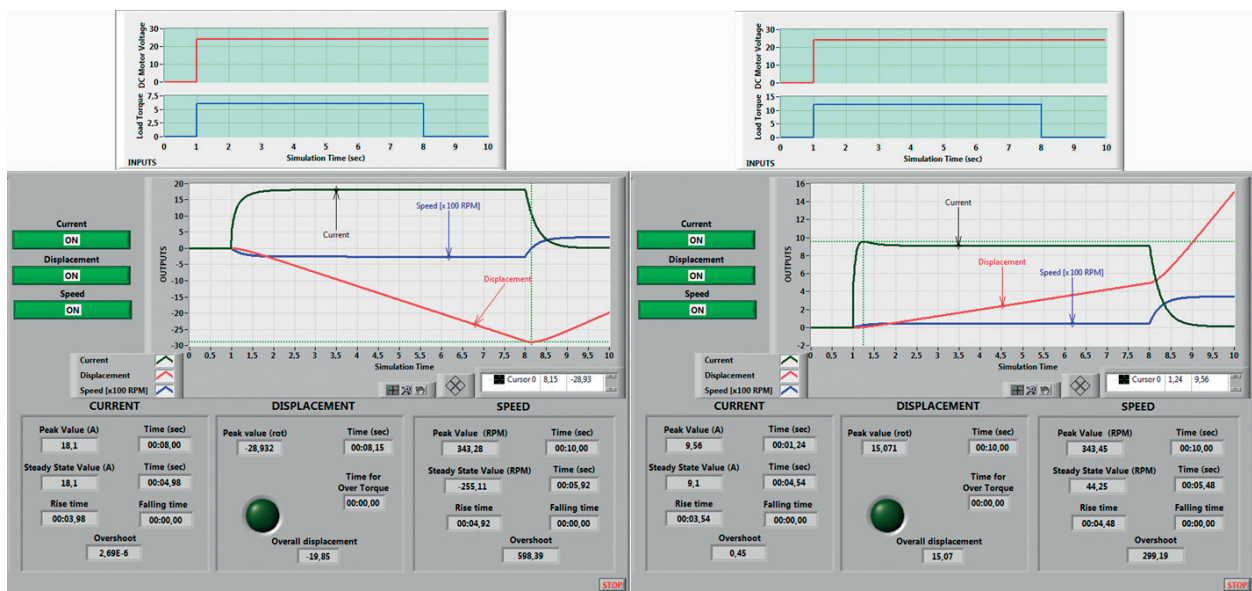 DC Motor Voltage
30
20
10
0
Load Torque
7,5
5
2,5
0
0 1 2 3 4 5 6 7 8 9 10
Simulation Time (sec)
INPUTS
DC Motor Voltage
30
20
10
0
Load Torque
15
10
5
0
0 1 2 3 4 5 6 7 8 9 10
Simulation Time (sec)
INPUTS
Current
ON
Displacement
ON
Speed
ON
OUTPUTS
20
15
10
5
0
-5
-10
-15
-20
-25
-30
Speed [x100 RPM]
Current
Displacement
0 0,5 1 1,5 2 2,5 3 3,5 4 4,5 5 5,5 6 6,5 7 7,5 8 8,5 9 9,5 10
Simulation Time
Current
Displacement
Speed [x100 RPM]
Cursor 0 8,15 -28,93
CURRENT
Peak Value (A) Time (sec)
18,1 00:08,00
Steady State Value (A) Time (sec)
18,1 00:04,98
Rise time Falling time
00:03,98 00:00,00
Overshoot
2,69E-6
DISPLACEMENT
Peak value (rot) Time (sec)
-28,932 00:08,15
Time for
Over Torque
00:00,00
Overall displacement
-19,85
SPEED
Peak Value (RPM) Time (sec)
343,28 00:10,00
Steady State Value (RPM) Time (sec)
-255,11 00:05,92
Rise time Falling time
00:04,92 00:00,00
Overshoot
598,39
STOP
Current
ON
Displacement
ON
Speed
ON
OUTPUTS
16
14
12
10
8
6
4
2
0
-2
Current
Displacement
Speed [x100 RPM]
0 0,5 1 1,5 2 2,5 3 3,5 4 4,5 5 5,5 6 6,5 7 7,5 8 8,5 9 9,5 10
Simulation Time
Current
Displacement
Speed [x100 RPM]
Cursor 0 1,24 9,56
CURRENT
Peak Value (A) Time (sec)
9,56 00:01,24
Steady State Value (A) Time (sec)
9,1 00:04,54
Rise time Falling time
00:03,54 00:00,00
Overshoot
0,45
DISPLACEMENT
Peak value (rot) Time (sec)
15,071 00:10,00
Time for
Over Torque
00:00,00
Overall displacement
15,07
SPEED
Peak Value (RPM) Time (sec)
343,45 00:10,00
Steady State Value (RPM) Time (sec)
44,25 00:05,48
Rise time Falling time
00:04,48 00:00,00
Overshoot
299,19
STOP